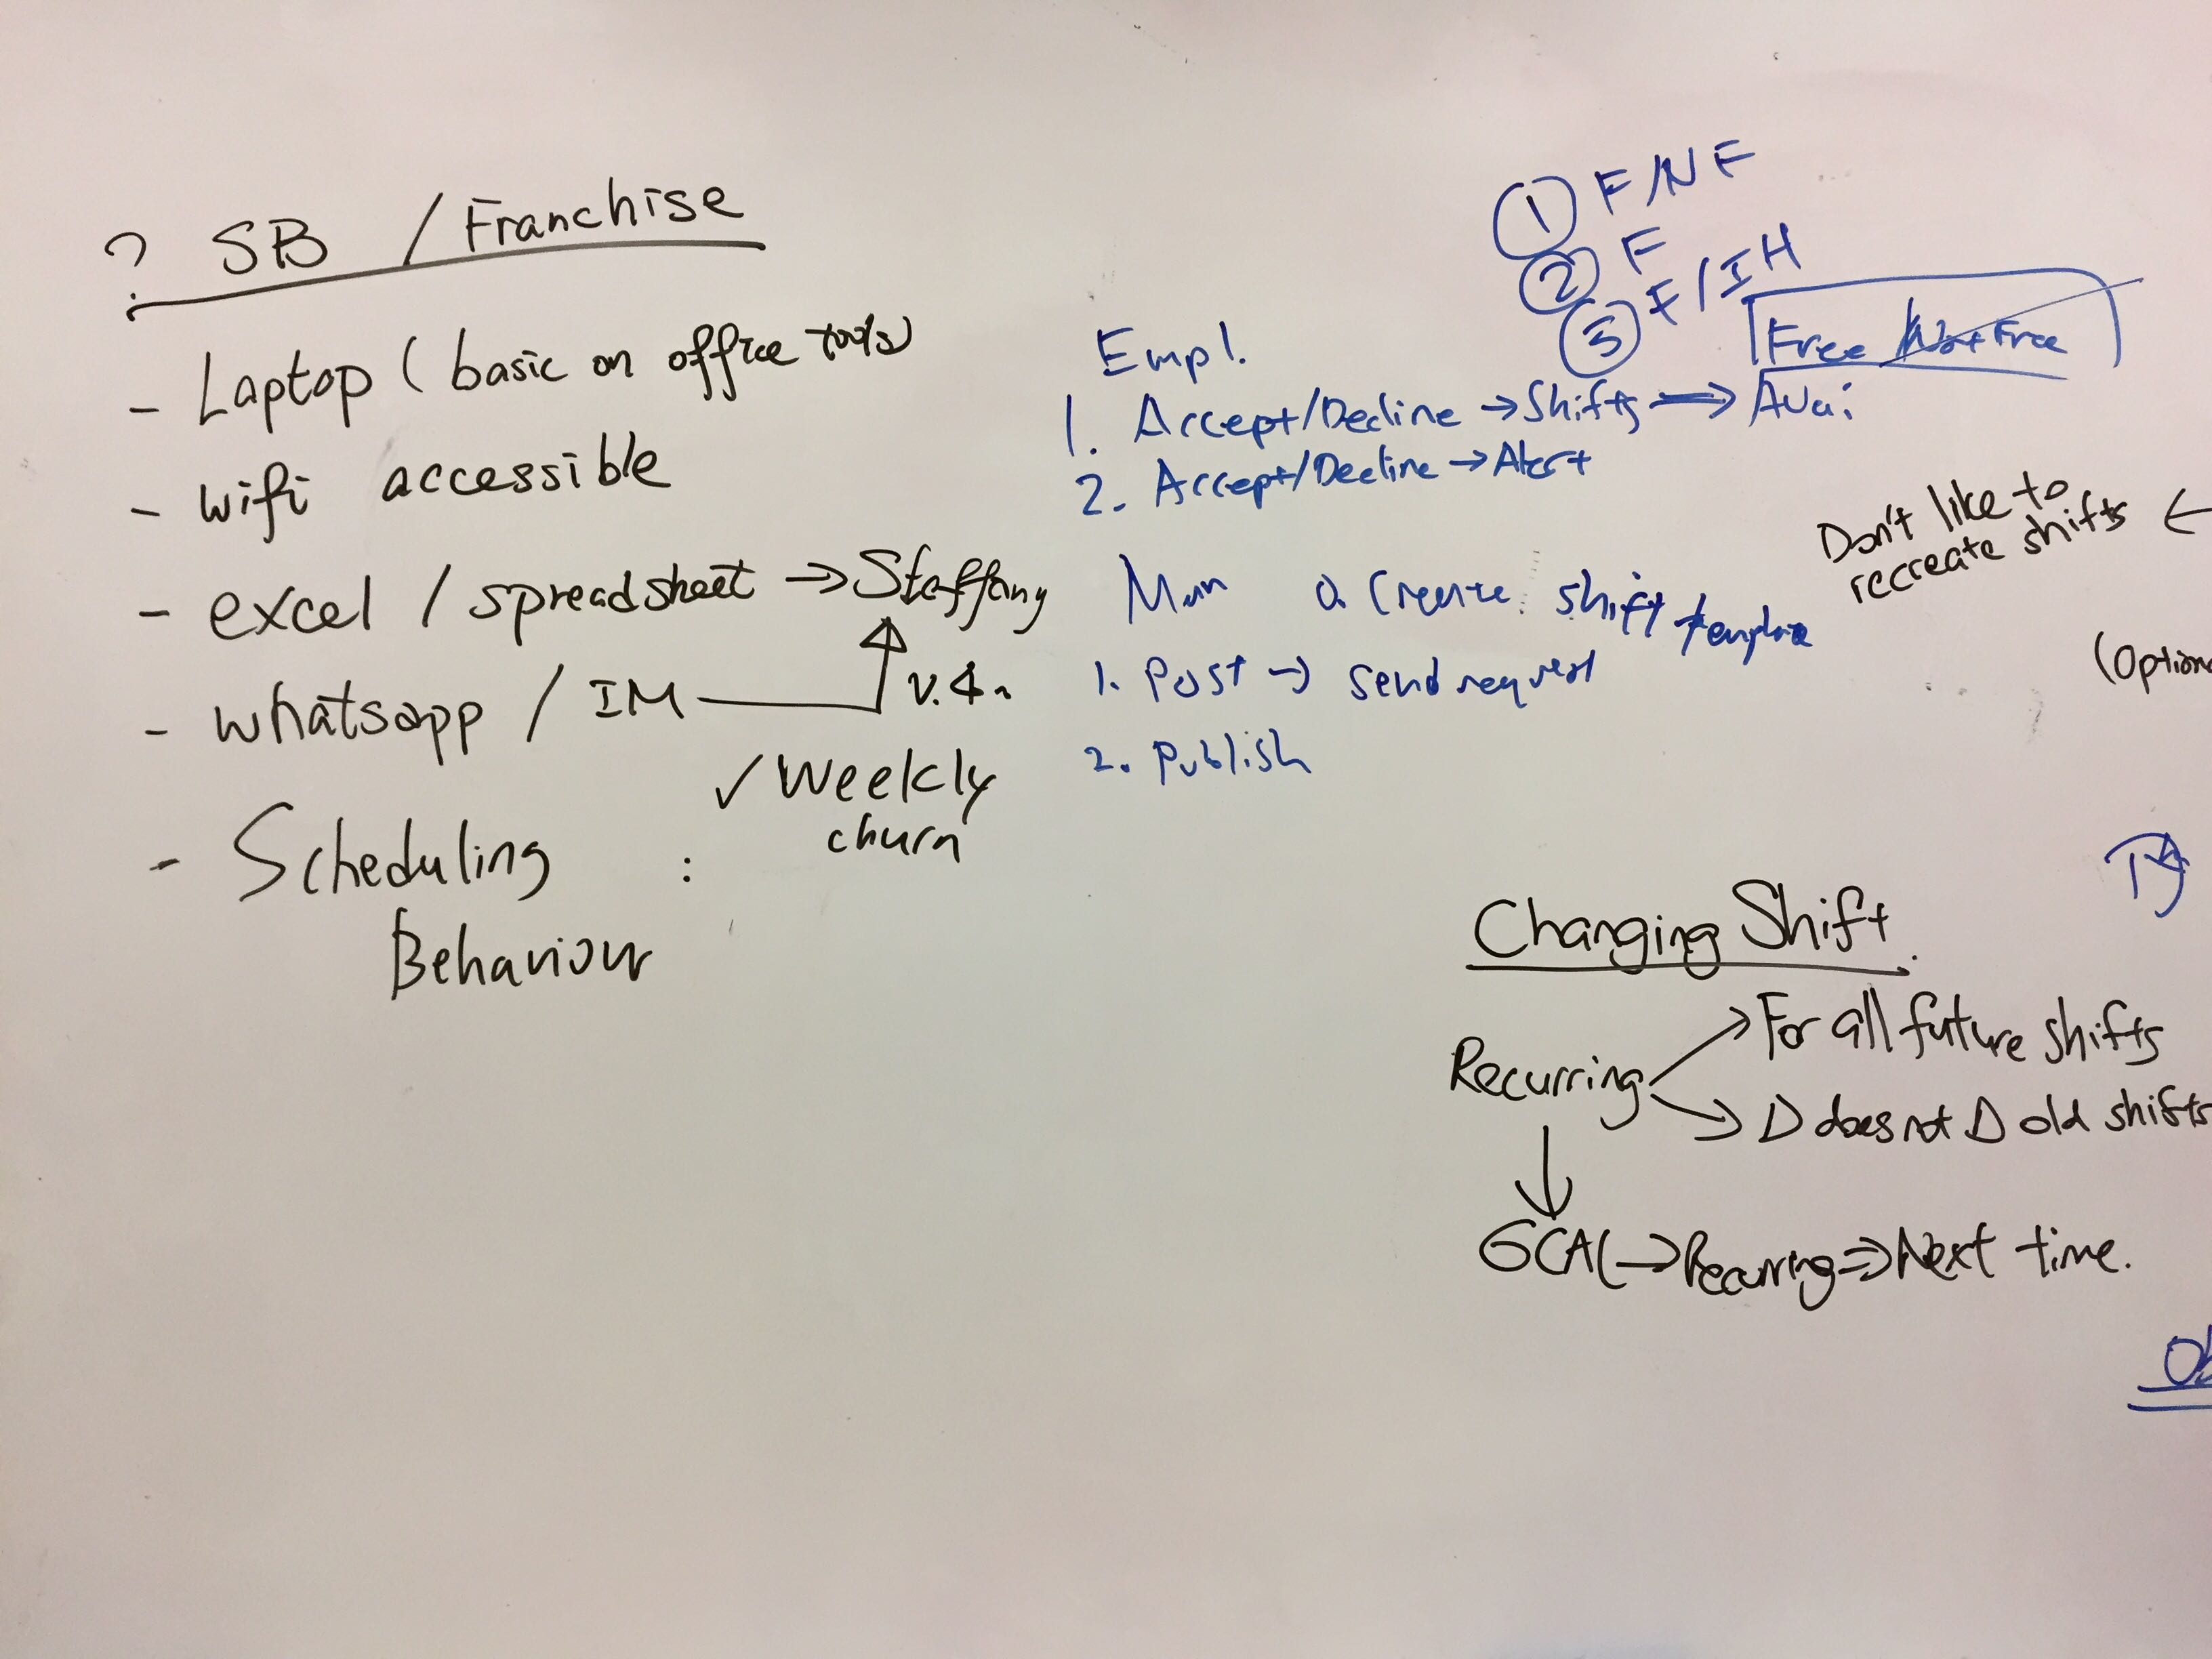 ? SB / Franchise
- Laptop ( basic on office tools)
- wifi accessible
- excel / spreadsheet → Staffing
- whatsapp / IM
✓ Weekly
churn
- Scheduling :
Behaviour
① F/NF
② F
③ F/IH
Free Not Free
Empl.
1. Accept/Decline → Shifts → Avai
2. Accept/Decline → Alert
Man 0. Create shift template
1. Post → send request
2. Publish
Don't like to ←
recreate shifts
(Option
Changing Shift
Recurring → For all future shifts
→ Δ does not Δ old shifts
↓
GCAL → Recurring ⇒ Next time.